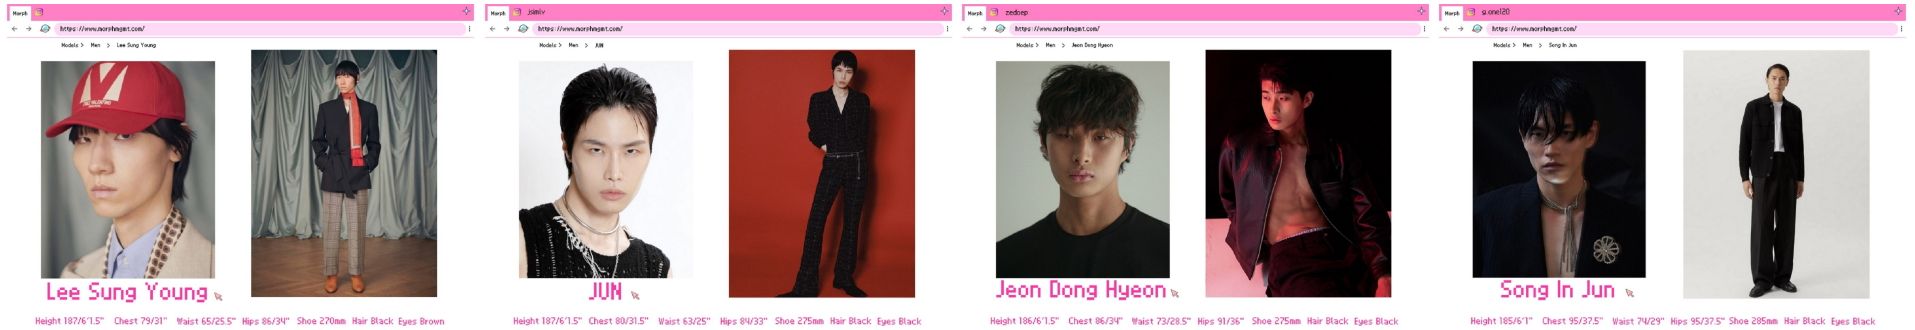 Morph
https://www.morphmgmt.com/
Models > Men > Lee Sung Young
Lee Sung Young
Height 187/6'1.5" Chest 79/31" Waist 65/25.5" Hips 86/34" Shoe 270mm Hair Black Eyes Brown
Morph jsimlv
https://www.morphmgmt.com/
Models > Men > JUN
JUN
Height 187/6'1.5" Chest 80/31.5" Waist 63/25" Hips 84/33" Shoe 275mm Hair Black Eyes Black
Morph zedoep
https://www.morphmgmt.com/
Models > Men > Jeon Dong Hyeon
Jeon Dong Hyeon
Height 186/6'1.5" Chest 86/34" Waist 73/28.5" Hips 91/36" Shoe 275mm Hair Black Eyes Black
Morph g.one120
https://www.morphmgmt.com/
Models > Men > Song In Jun
Song In Jun
Height 185/6'1" Chest 95/37.5" Waist 74/29" Hips 95/37.5" Shoe 285mm Hair Black Eyes Black